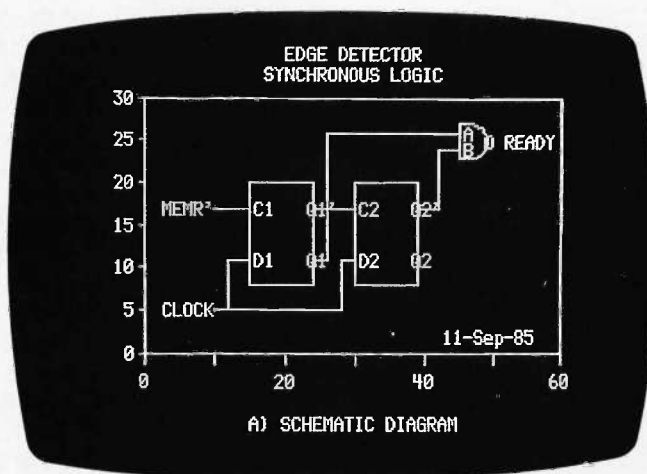 EDGE DETECTOR
SYNCHRONOUS LOGIC
30
25
A
B
READY
20
MEMR'
C1
Q1'
C2
Q2'
15
10
D1
Q1
D2
Q2
5
CLOCK
11-Sep-85
0
0
20
40
60
A) SCHEMATIC DIAGRAM